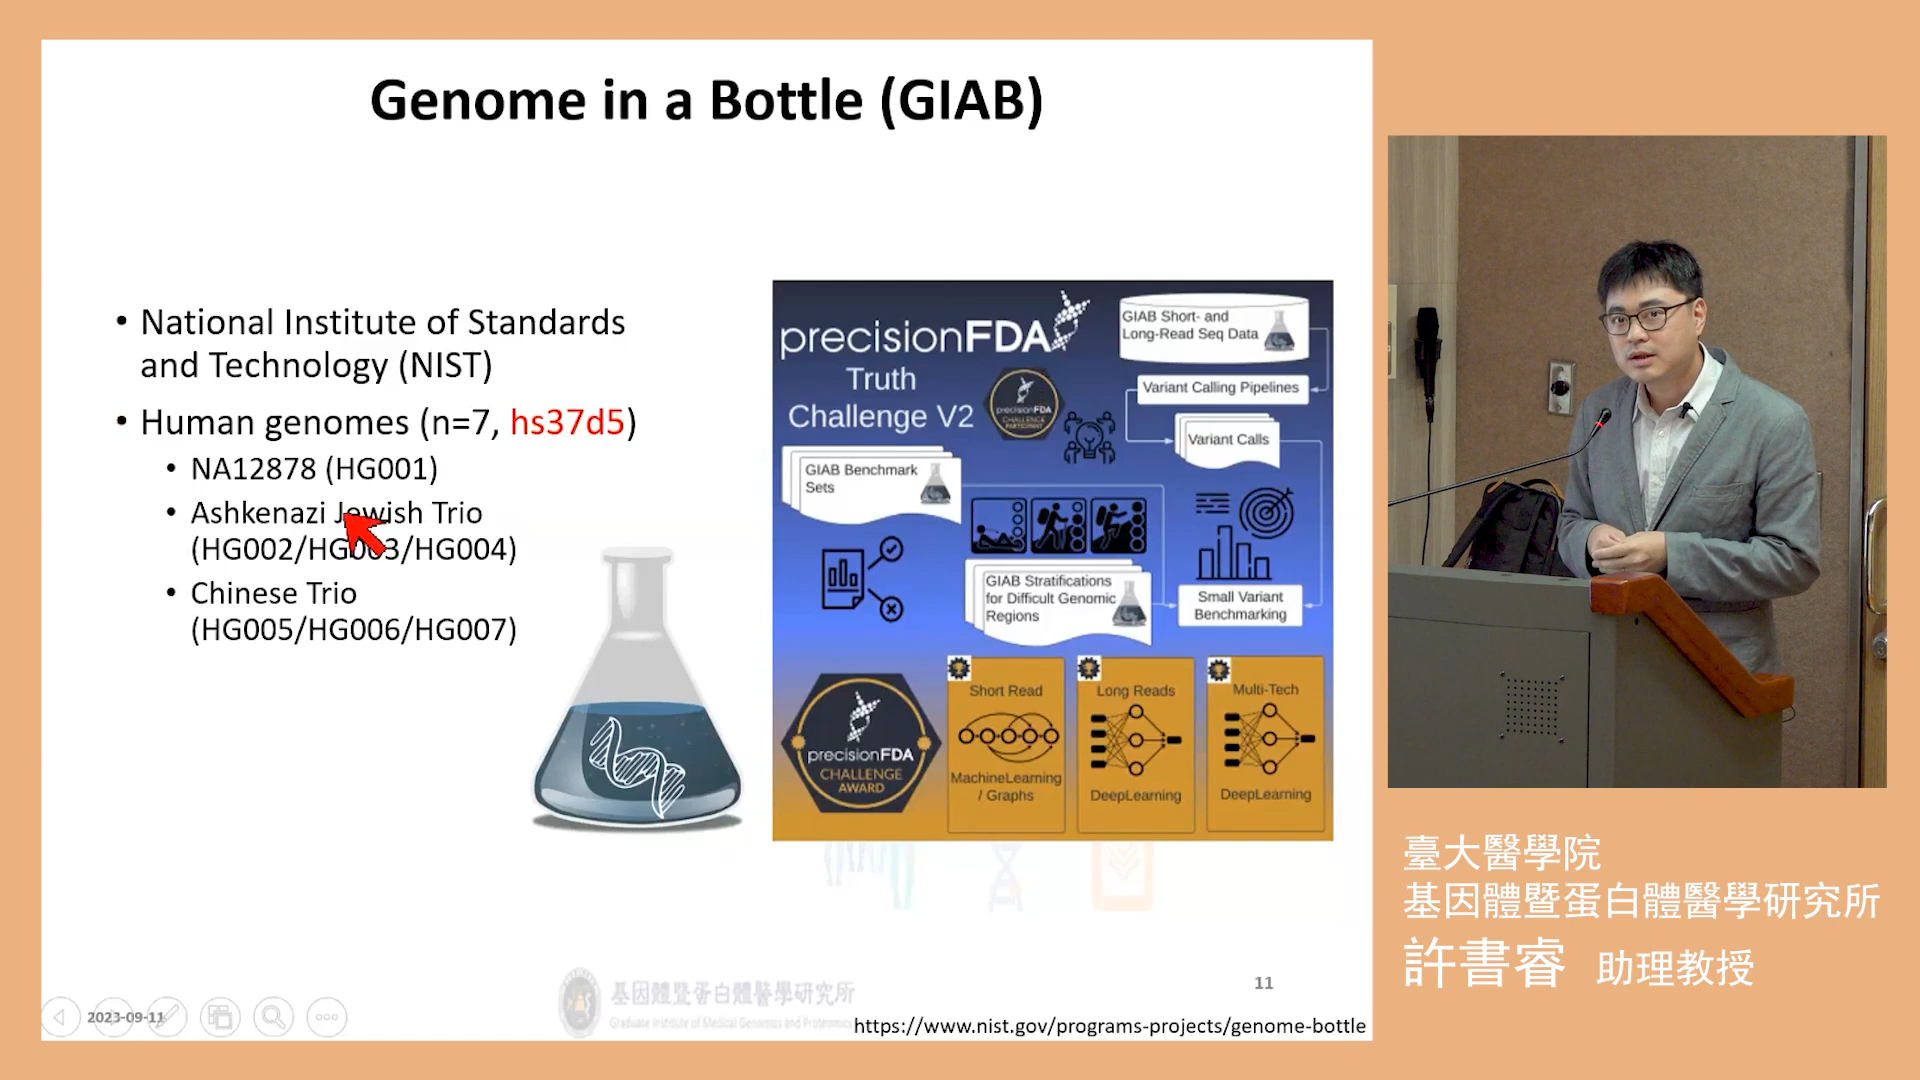 Genome in a Bottle (GIAB)
• National Institute of Standards
and Technology (NIST)
• Human genomes (n=7, hs37d5)
• NA12878 (HG001)
• Ashkenazi Jewish Trio
(HG002/HG003/HG004)
• Chinese Trio
(HG005/HG006/HG007)
precisionFDA
Truth
Challenge V2
precisionFDA
CHALLENGE
PARTICIPANT
GIAB Short- and
Long-Read Seq Data
Variant Calling Pipelines
Variant Calls
GIAB Benchmark
Sets
GIAB Stratifications
for Difficult Genomic
Regions
Small Variant
Benchmarking
precisionFDA
CHALLENGE
AWARD
Short Read
MachineLearning
/ Graphs
Long Reads
DeepLearning
Multi-Tech
DeepLearning
臺大醫學院
基因體暨蛋白體醫學研究所
許書睿 助理教授
11
2023-09-11
基因體暨蛋白體醫學研究所
Graduate Institute of Medical Genomics and Proteomics
https://www.nist.gov/programs-projects/genome-bottle